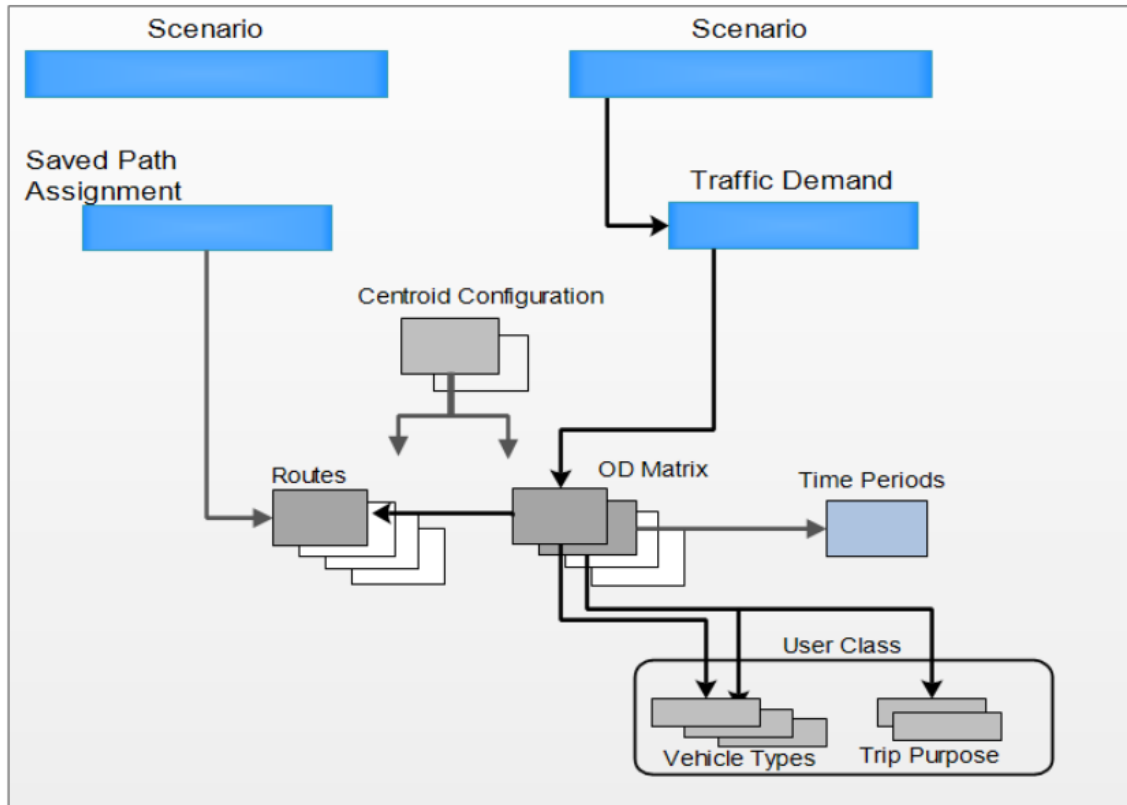 Scenario
Scenario
Saved Path
Assignment
Traffic Demand
Centroid Configuration
Routes
OD Matrix
Time Periods
User Class
Vehicle Types
Trip Purpose